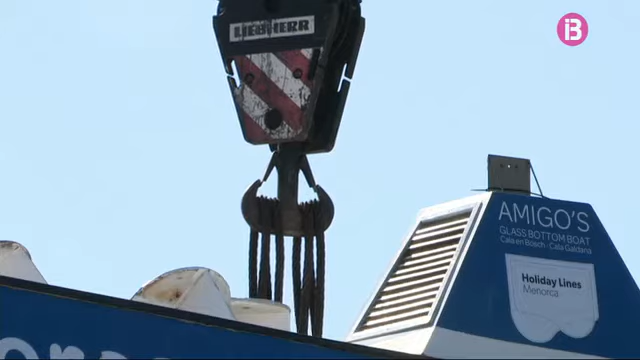 LIEBHERR
iB
AMIGO'S
GLASS BOTTOM BOAT
Cala en Bosch - Cala Galdana
Holiday Lines
Menorca